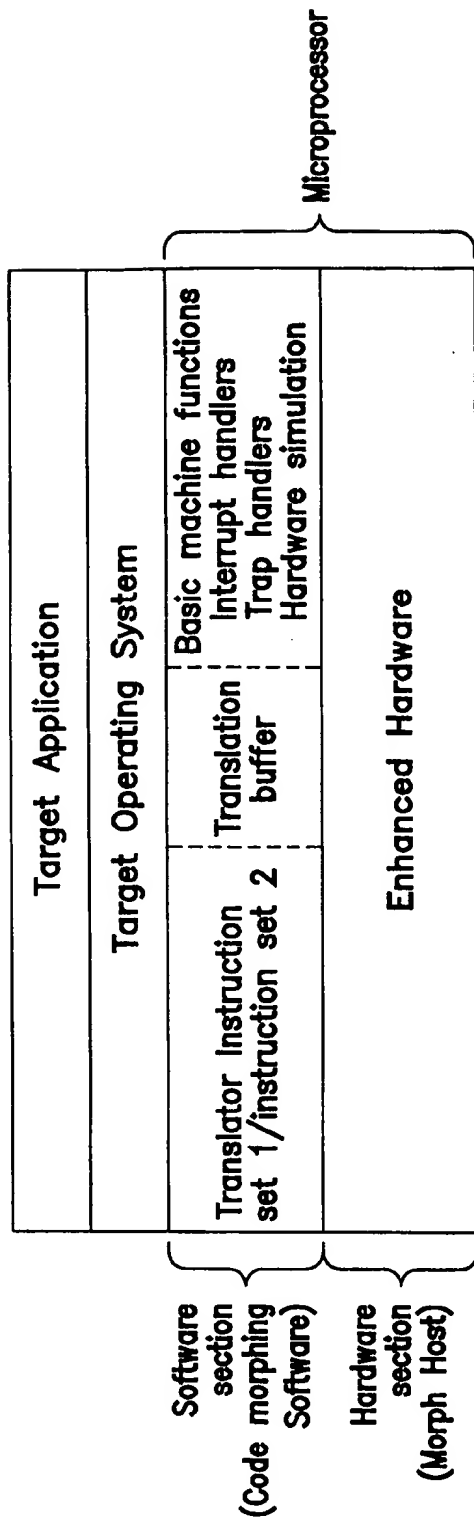 Target Application
Target Operating System
Software
section
(Code morphing
Software)
Translator Instruction
set 1/instruction set 2
Translation
buffer
Basic machine functions
Interrupt handlers
Trap handlers
Hardware simulation
Microprocessor
Hardware
section
(Morph Host)
Enhanced Hardware